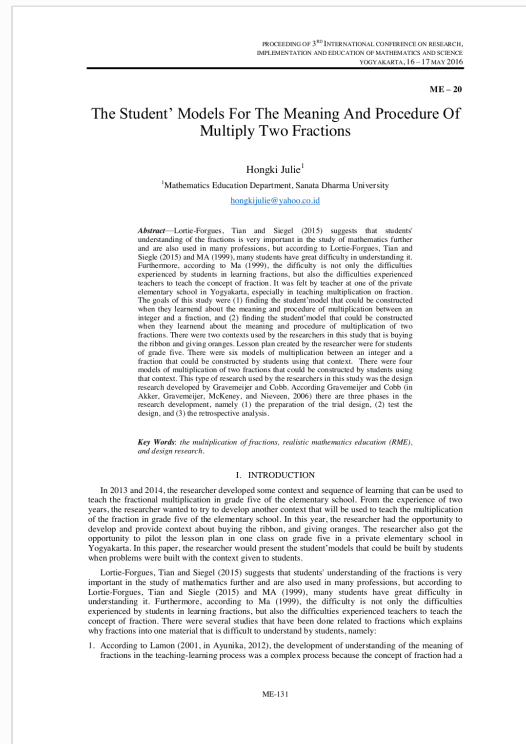 PROCEEDING OF 3RD INTERNATIONAL CONFERENCE ON RESEARCH,
IMPLEMENTATION AND EDUCATION OF MATHEMATICS AND SCIENCE
YOGYAKARTA, 16 – 17 MAY 2016
ME – 20
The Student' Models For The Meaning And Procedure Of
Multiply Two Fractions
Hongki Julie1
1Mathematics Education Department, Sanata Dharma University
hongkijulie@yahoo.co.id
Abstract—Lortie-Forgues, Tian and Siegel (2015) suggests that students'
understanding of the fractions is very important in the study of mathematics further
and are also used in many professions, but according to Lortie-Forgues, Tian and
Siegle (2015) and MA (1999), many students have great difficulty in understanding it.
Furthermore, according to Ma (1999), the difficulty is not only the difficulties
experienced by students in learning fractions, but also the difficulties experienced
teachers to teach the concept of fraction. It was felt by teacher at one of the private
elementary school in Yogyakarta, especially in teaching multiplication on fraction.
The goals of this study were (1) finding the student'model that could be constructed
when they learnend about the meaning and procedure of multiplication between an
integer and a fraction, and (2) finding the student'model that could be constructed
when they learnend about the meaning and procedure of multiplication of two
fractions. There were two contexts used by the researchers in this study that is buying
the ribbon and giving oranges. Lesson plan created by the researcher were for students
of grade five. There were six models of multiplication between an integer and a
fraction that could be constructed by students using that context. There were four
models of multiplication of two fractions that could be constructed by students using
that context. This type of research used by the researchers in this study was the design
research developed by Gravemeijer and Cobb. According Gravemeijer and Cobb (in
Akker, Gravemeijer, McKeney, and Nieveen, 2006) there are three phases in the
research development, namely (1) the preparation of the trial design, (2) test the
design, and (3) the retrospective analysis.
Key Words: the multiplication of fractions, realistic mathematics education (RME),
and design research.
I. INTRODUCTION
In 2013 and 2014, the researcher developed some context and sequence of learning that can be used to
teach the fractional multiplication in grade five of the elementary school. From the experience of two
years, the researcher wanted to try to develop another context that will be used to teach the multiplication
of the fraction in grade five of the elementary school. In this year, the researcher had the opportunity to
develop and provide context about buying the ribbon, and giving oranges. The researcher also got the
opportunity to pilot the lesson plan in one class on grade five in a private elementary school in
Yogyakarta. In this paper, the researcher would present the student'models that could be built by students
when problems were built with the context given to students.
Lortie-Forgues, Tian and Siegel (2015) suggests that students' understanding of the fractions is very
important in the study of mathematics further and are also used in many professions, but according to
Lortie-Forgues, Tian and Siegle (2015) and MA (1999), many students have great difficulty in
understanding it. Furthermore, according to Ma (1999), the difficulty is not only the difficulties
experienced by students in learning fractions, but also the difficulties experienced teachers to teach the
concept of fraction. There were several studies that have been done related to fractions which explains
why fractions into one material that is difficult to understand by students, namely:
1. According to Lamon (2001, in Ayunika, 2012), the development of understanding of the meaning of
fractions in the teaching-learning process was a complex process because the concept of fraction had a
ME-131